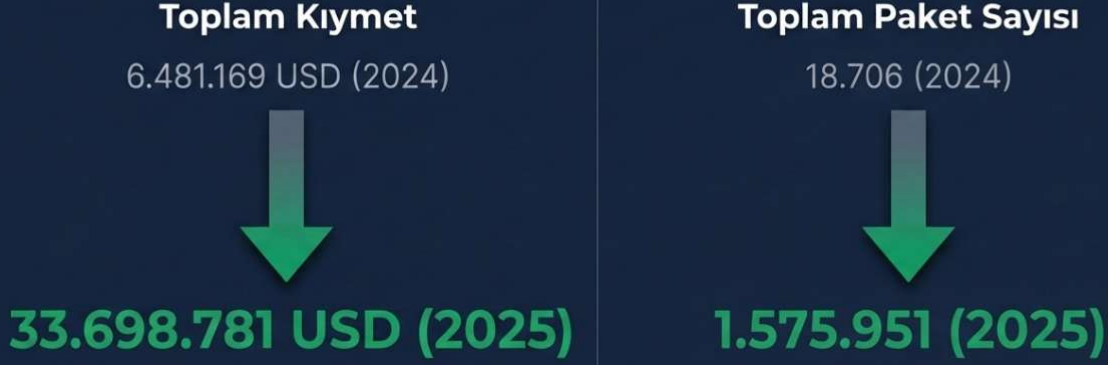 Toplam Kıymet
6.481.169 USD (2024)
33.698.781 USD (2025)
Toplam Paket Sayısı
18.706 (2024)
1.575.951 (2025)